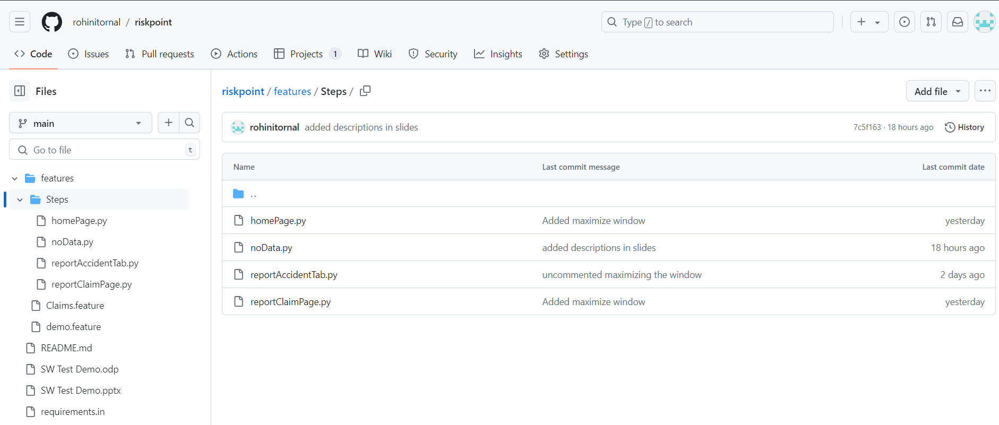 rohinitornal / riskpoint
Type / to search
Code
Issues
Pull requests
Actions
Projects 1
Wiki
Security
Insights
Settings
Files
main
Go to file
t
features
Steps
homePage.py
noData.py
reportAccidentTab.py
reportClaimPage.py
Claims.feature
demo.feature
README.md
SW Test Demo.odp
SW Test Demo.pptx
requirements.in
riskpoint / features / Steps /
Add file
rohinitornal added descriptions in slides
7c5f163 · 18 hours ago
History
Name Last commit message Last commit date
..
homePage.py Added maximize window yesterday
noData.py added descriptions in slides 18 hours ago
reportAccidentTab.py uncommented maximizing the window 2 days ago
reportClaimPage.py Added maximize window yesterday